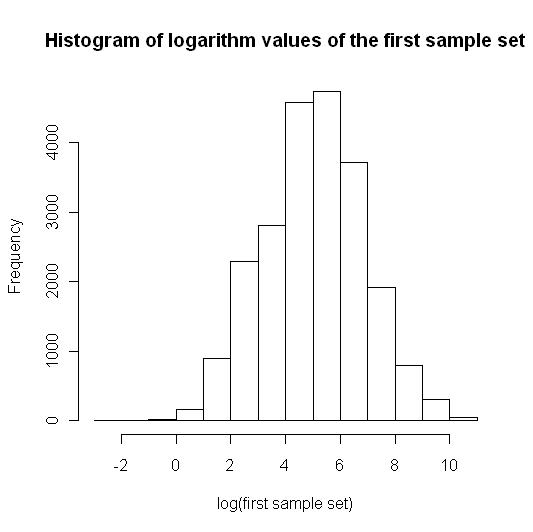 Histogram of logarithm values of the first sample set
Frequency
4000
3000
2000
1000
0
-2 0 2 4 6 8 10
log(first sample set)